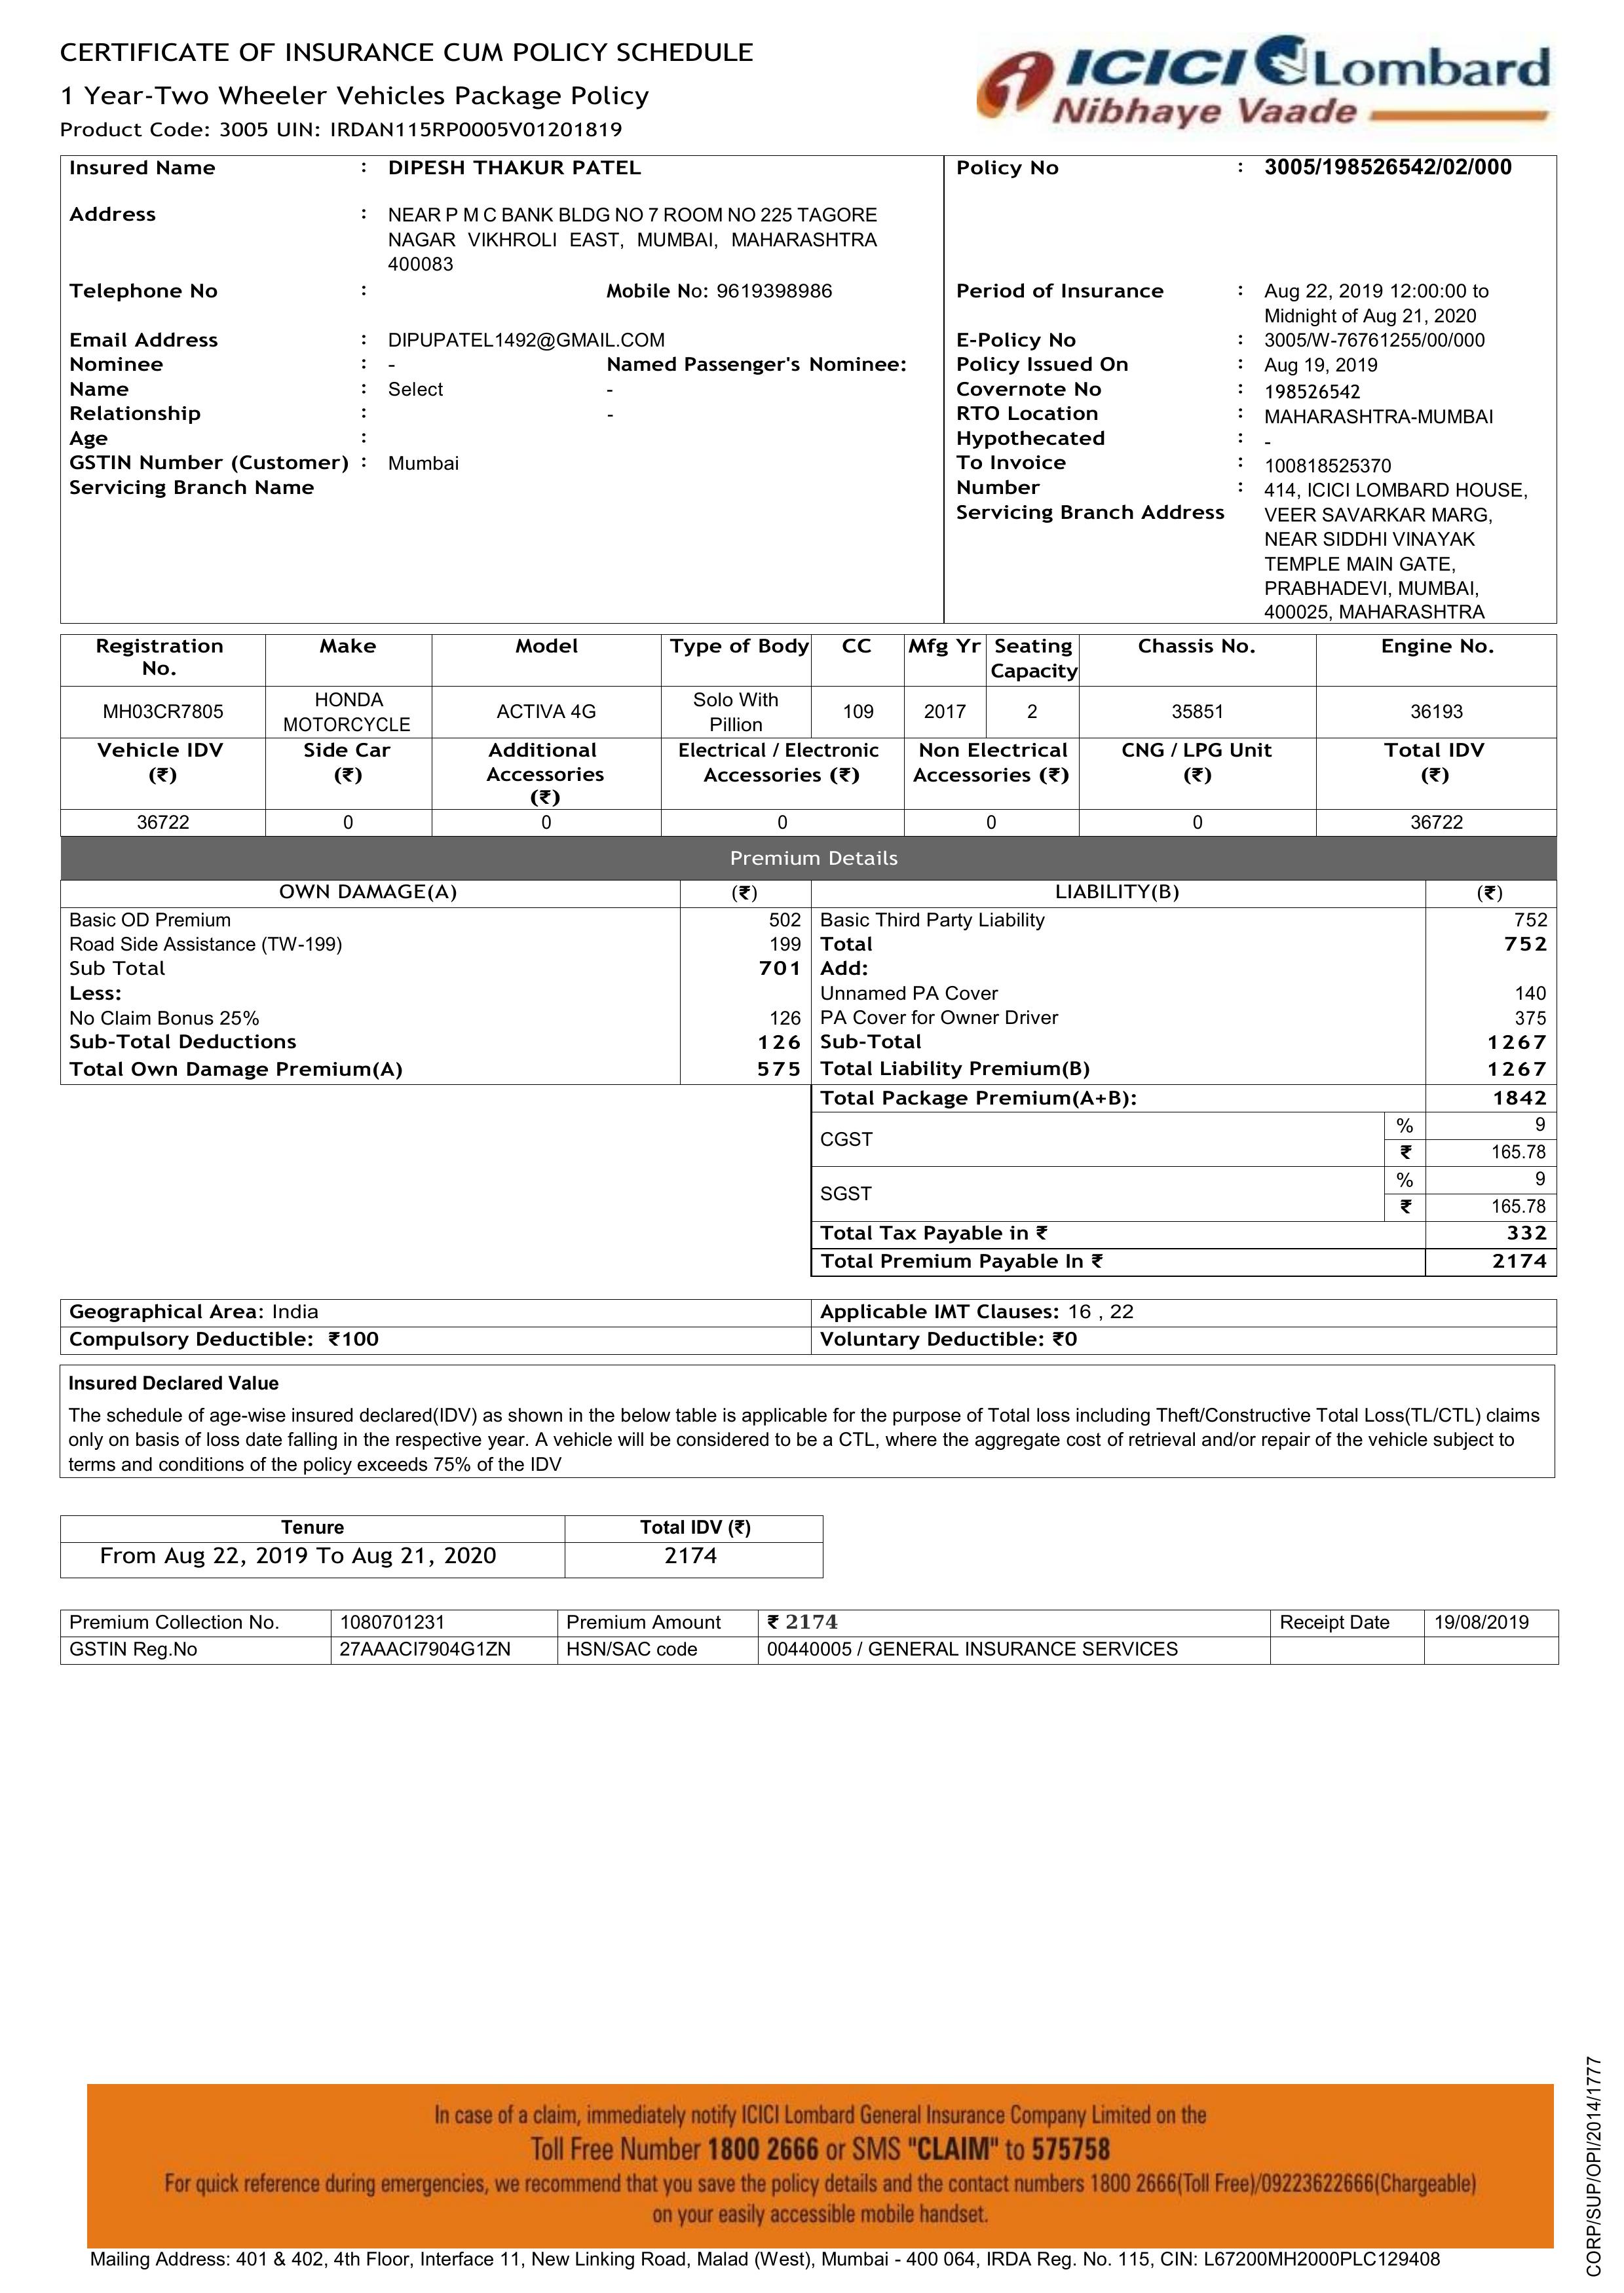 CERTIFICATE OF INSURANCE CUM POLICY SCHEDULE
1 Year-Two Wheeler Vehicles Package Policy
Product Code: 3005 UIN: IRDAN115RP0005V01201819
ICICI Lombard
Nibhaye Vaade
Insured Name : DIPESH THAKUR PATEL
Address : NEAR P M C BANK BLDG NO 7 ROOM NO 225 TAGORE
NAGAR VIKHROLI EAST, MUMBAI, MAHARASHTRA
400083
Telephone No : Mobile No: 9619398986
Email Address : DIPUPATEL1492@GMAIL.COM
Nominee : - Named Passenger's Nominee:
Name : Select -
Relationship : -
Age :
GSTIN Number (Customer) : Mumbai
Servicing Branch Name
Policy No : 3005/198526542/02/000
Period of Insurance : Aug 22, 2019 12:00:00 to
Midnight of Aug 21, 2020
E-Policy No : 3005/W-76761255/00/000
Policy Issued On : Aug 19, 2019
Covernote No : 198526542
RTO Location : MAHARASHTRA-MUMBAI
Hypothecated : -
To Invoice : 100818525370
Number : 414, ICICI LOMBARD HOUSE,
Servicing Branch Address VEER SAVARKAR MARG,
NEAR SIDDHI VINAYAK
TEMPLE MAIN GATE,
PRABHADEVI, MUMBAI,
400025, MAHARASHTRA
Registration No. Make Model Type of Body CC Mfg Yr Seating Capacity Chassis No. Engine No.
MH03CR7805 HONDA MOTORCYCLE ACTIVA 4G Solo With Pillion 109 2017 2 35851 36193
Vehicle IDV (₹) Side Car (₹) Additional Accessories (₹) Electrical / Electronic Accessories (₹) Non Electrical Accessories (₹) CNG / LPG Unit (₹) Total IDV (₹)
36722 0 0 0 0 0 36722
Premium Details
OWN DAMAGE(A) (₹) LIABILITY(B) (₹)
Basic OD Premium 502 Basic Third Party Liability 752
Road Side Assistance (TW-199) 199 Total 752
Sub Total 701 Add:
Less: Unnamed PA Cover 140
No Claim Bonus 25% 126 PA Cover for Owner Driver 375
Sub-Total Deductions 126 Sub-Total 1267
Total Own Damage Premium(A) 575 Total Liability Premium(B) 1267
Total Package Premium(A+B): 1842
CGST % 9
₹ 165.78
SGST % 9
₹ 165.78
Total Tax Payable in ₹ 332
Total Premium Payable In ₹ 2174
Geographical Area: India Applicable IMT Clauses: 16 , 22
Compulsory Deductible: ₹100 Voluntary Deductible: ₹0
Insured Declared Value
The schedule of age-wise insured declared(IDV) as shown in the below table is applicable for the purpose of Total loss including Theft/Constructive Total Loss(TL/CTL) claims
only on basis of loss date falling in the respective year. A vehicle will be considered to be a CTL, where the aggregate cost of retrieval and/or repair of the vehicle subject to
terms and conditions of the policy exceeds 75% of the IDV
Tenure Total IDV (₹)
From Aug 22, 2019 To Aug 21, 2020 2174
Premium Collection No. 1080701231 Premium Amount ₹ 2174 Receipt Date 19/08/2019
GSTIN Reg.No 27AAACI7904G1ZN HSN/SAC code 00440005 / GENERAL INSURANCE SERVICES
In case of a claim, immediately notify ICICI Lombard General Insurance Company Limited on the
Toll Free Number 1800 2666 or SMS "CLAIM" to 575758
For quick reference during emergencies, we recommend that you save the policy details and the contact numbers 1800 2666(Toll Free)/09223622666(Chargeable)
on your easily accessible mobile handset.
Mailing Address: 401 & 402, 4th Floor, Interface 11, New Linking Road, Malad (West), Mumbai - 400 064, IRDA Reg. No. 115, CIN: L67200MH2000PLC129408
CORP/SUP/OPI/2014/1777